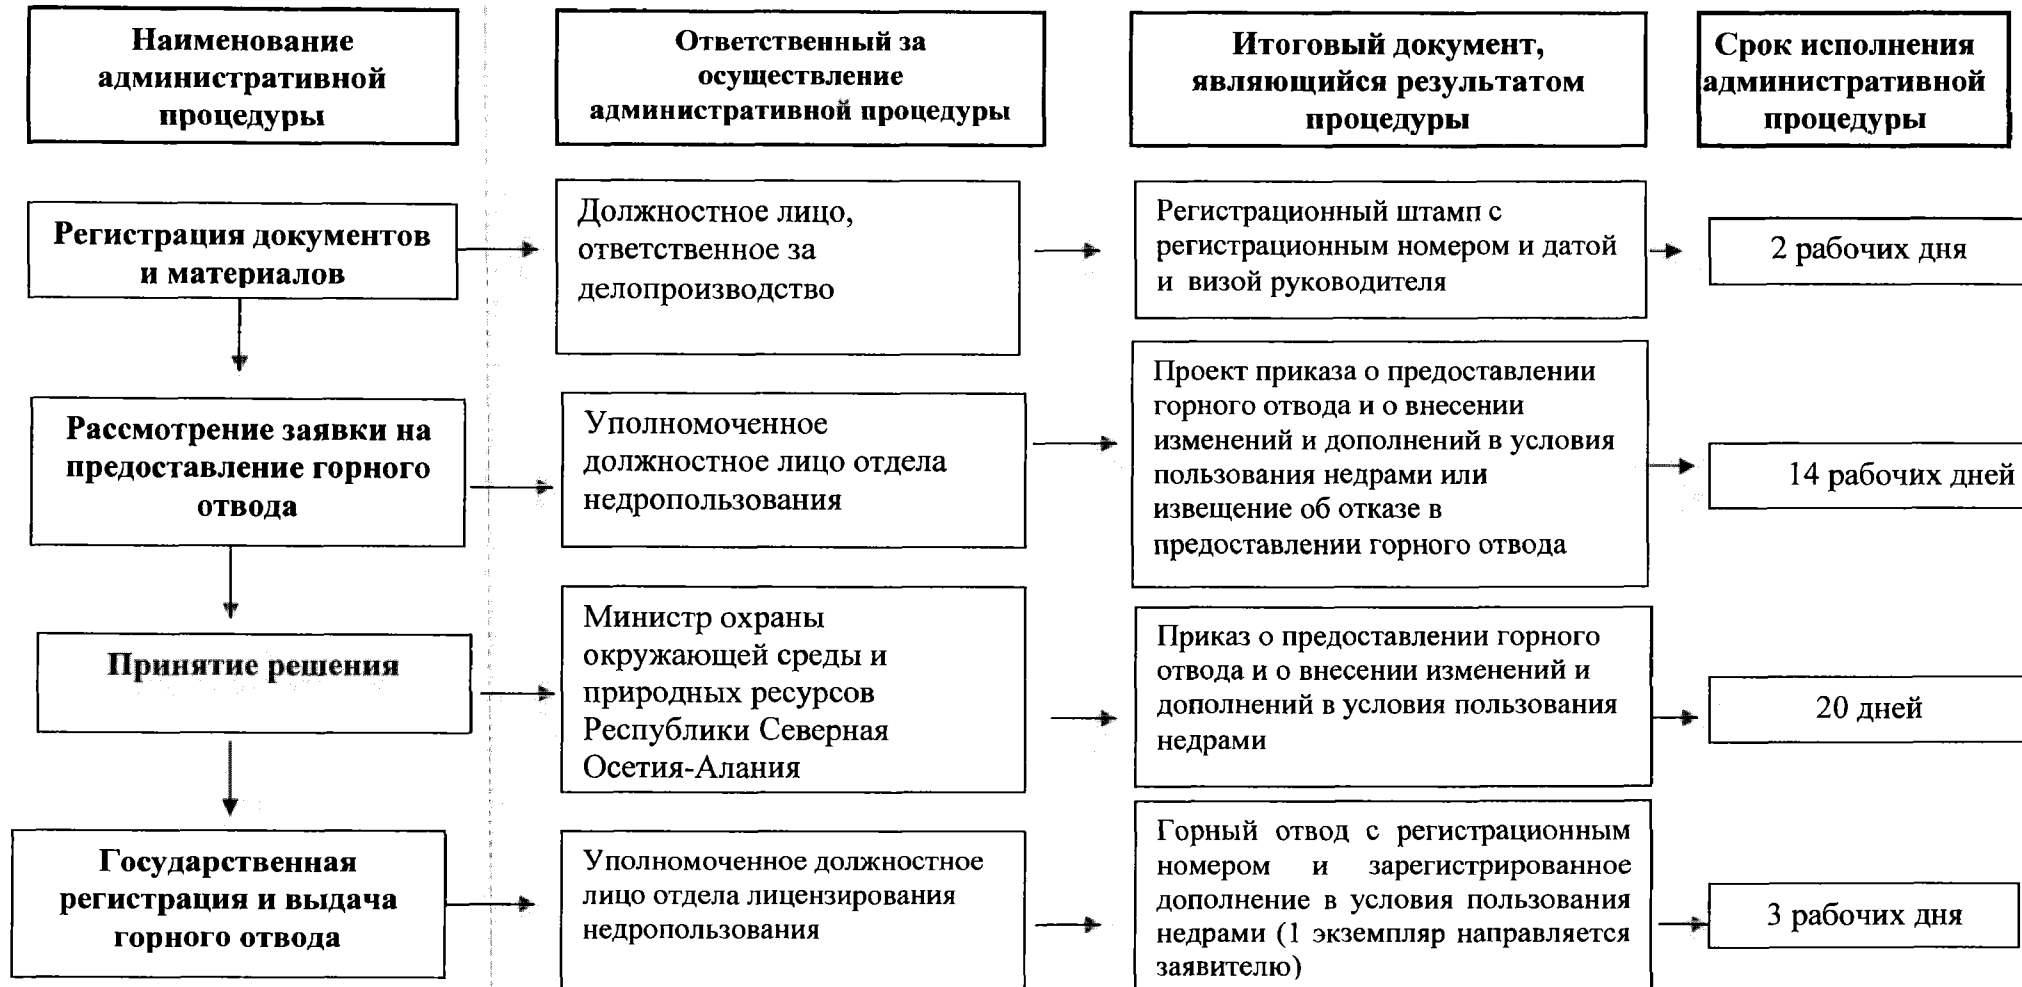 Наименование
административной
процедуры
Ответственный за
осуществление
административной процедуры
Итоговый документ,
являющийся результатом
процедуры
Срок исполнения
административной
процедуры
Регистрация документов
и материалов
Должностное лицо,
ответственное за
делопроизводство
Регистрационный штамп с
регистрационным номером и датой
и визой руководителя
2 рабочих дня
Рассмотрение заявки на
предоставление горного
отвода
Уполномоченное
должностное лицо отдела
недропользования
Проект приказа о предоставлении
горного отвода и о внесении
изменений и дополнений в условия
пользования недрами или
извещение об отказе в
предоставлении горного отвода
14 рабочих дней
Принятие решения
Министр охраны
окружающей среды и
природных ресурсов
Республики Северная
Осетия-Алания
Приказ о предоставлении горного
отвода и о внесении изменений и
дополнений в условия пользования
недрами
20 дней
Государственная
регистрация и выдача
горного отвода
Уполномоченное должностное
лицо отдела лицензирования
недропользования
Горный отвод с регистрационным
номером и зарегистрированное
дополнение в условия пользования
недрами (1 экземпляр направляется
заявителю)
3 рабочих дня